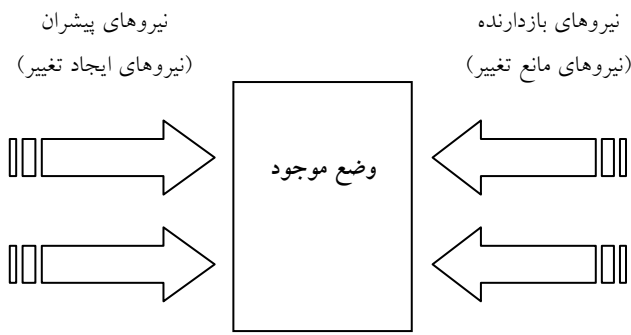 نیروهای بازدارنده
(نیروهای مانع تغییر)
نیروهای پیشران
(نیروهای ایجاد تغییر)
وضع موجود